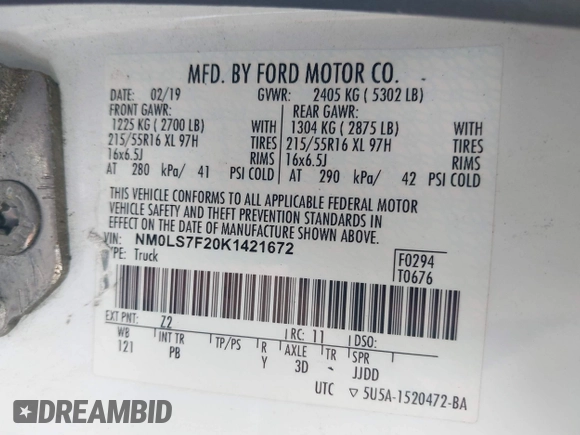 MFD. BY FORD MOTOR CO.
DATE: 02/19 GVWR: 2405 KG ( 5302 LB)
FRONT GAWR: REAR GAWR:
1225 KG ( 2700 LB) WITH 1304 KG ( 2875 LB) WITH
215/55R16 XL 97H TIRES 215/55R16 XL 97H TIRES
16x6.5J RIMS 16x6.5J RIMS
AT 280 kPa/ 41 PSI COLD AT 290 kPa/ 42 PSI COLD
THIS VEHICLE CONFORMS TO ALL APPLICABLE FEDERAL MOTOR
VEHICLE SAFETY AND THEFT PREVENTION STANDARDS IN
EFFECT ON THE DATE OF MANUFACTURE SHOWN ABOVE.
VIN: NM0LS7F20K1421672
TYPE: Truck
F0294
T0676
EXT PNT: Z2 RC: 11 DSO:
WB INT TR TP/PS R AXLE TR SPR
121 PB Y 3D - JJDD
UTC ▽ 5U5A-1520472-BA
DREAMBID